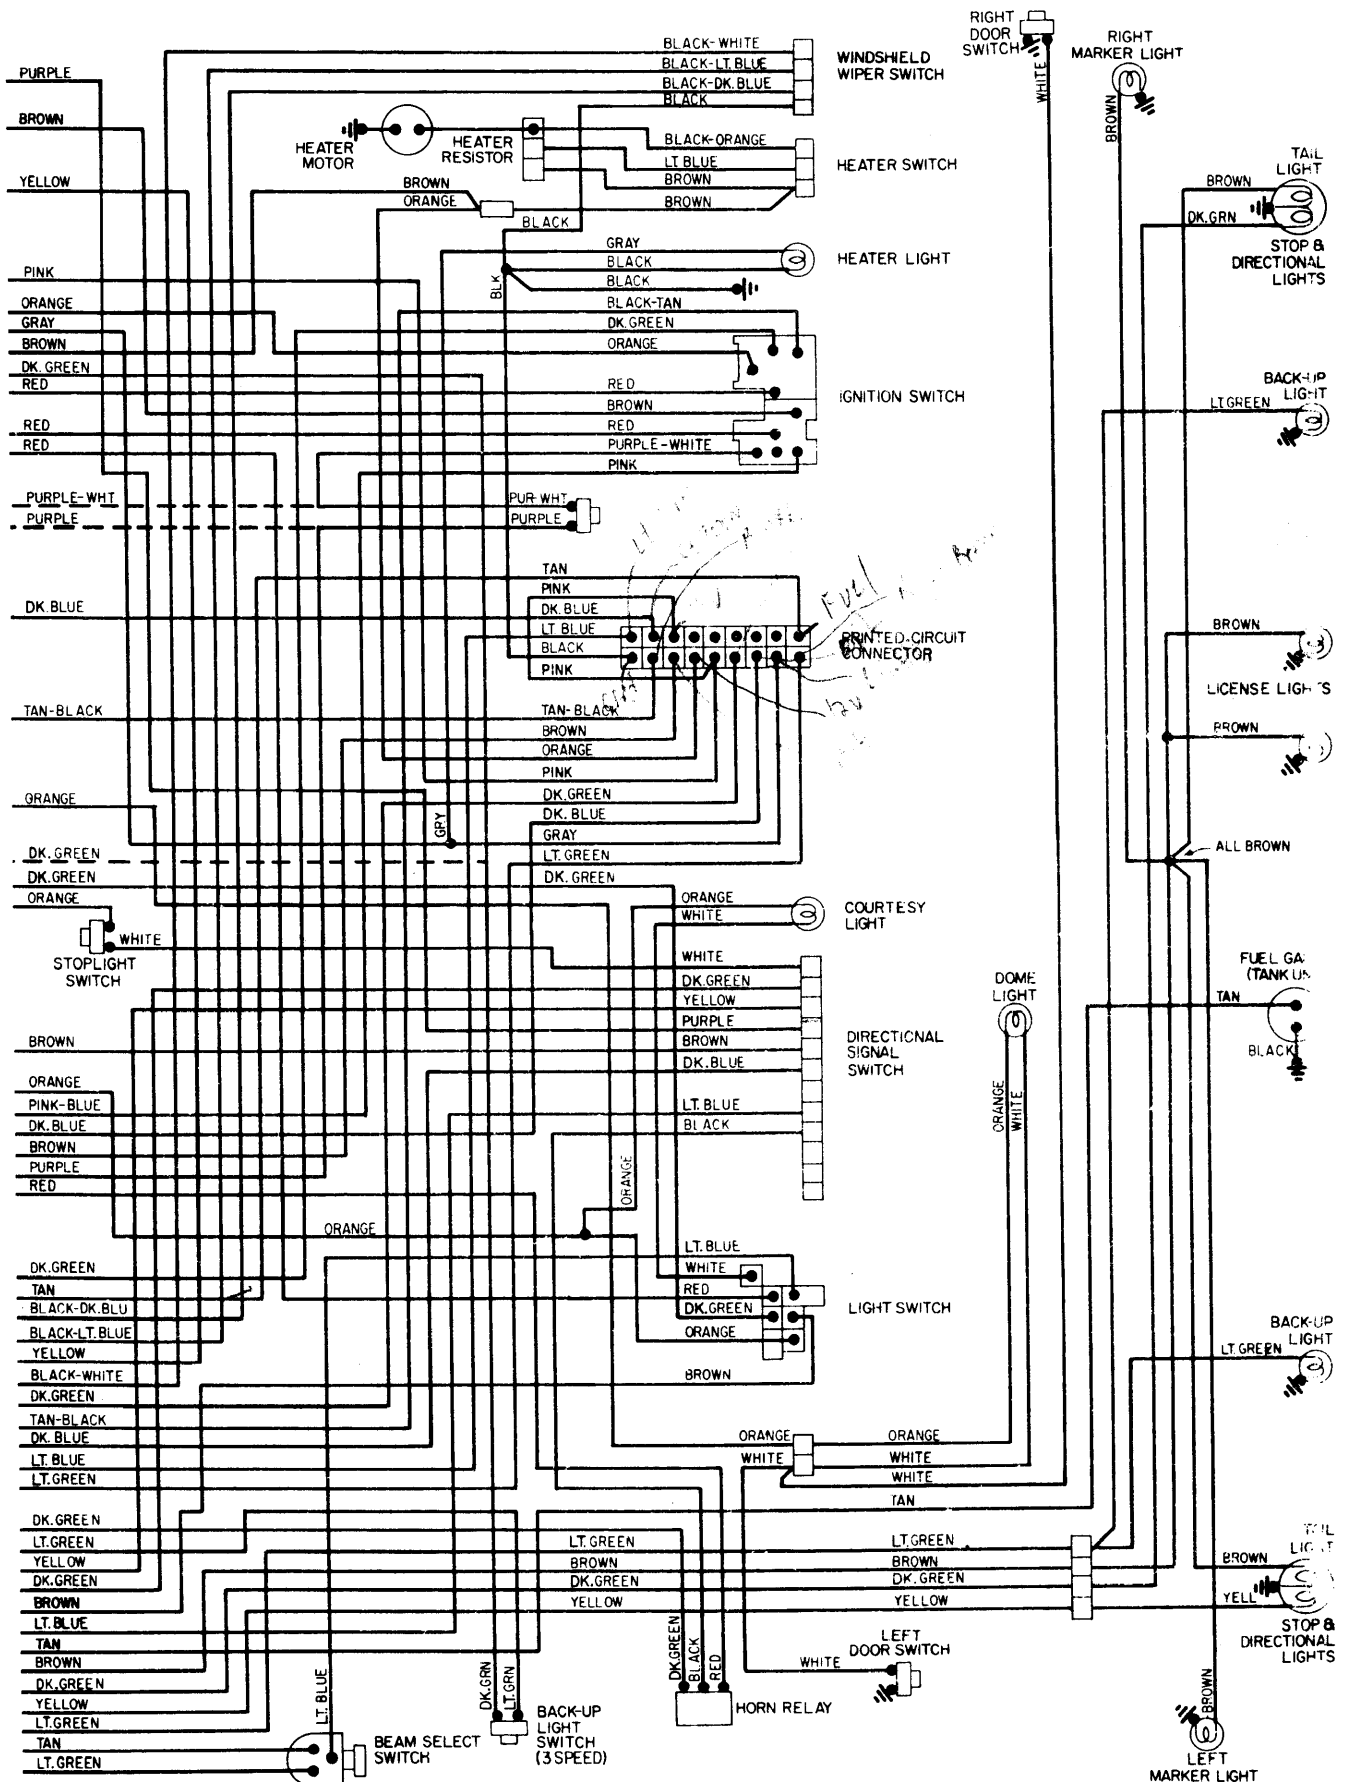 RIGHT
DOOR
SWITCH
WHITE
RIGHT
MARKER LIGHT
BROWN
BLACK-WHITE
BLACK-LT. BLUE
BLACK-DK. BLUE
BLACK
WINDSHIELD
WIPER SWITCH
PURPLE
BROWN
YELLOW
HEATER
MOTOR
HEATER
RESISTOR
BLACK-ORANGE
LT BLUE
BROWN
BROWN
HEATER SWITCH
BROWN
ORANGE
BLACK
TAIL
LIGHT
BROWN
DK. GRN
STOP &
DIRECTIONAL
LIGHTS
GRAY
BLACK
BLACK
HEATER LIGHT
BLK
PINK
ORANGE
GRAY
BROWN
DK. GREEN
RED
RED
RED
BLACK-TAN
DK. GREEN
ORANGE
RED
BROWN
RED
PURPLE-WHITE
PINK
IGNITION SWITCH
BACK-UP
LIGHT
LT GREEN
PURPLE-WHT
PURPLE
PUR-WHT
PURPLE
TAN
PINK
DK. BLUE
LT BLUE
BLACK
PINK
FUEL
PRINTED-CIRCUIT
CONNECTOR
12V
DK. BLUE
TAN-BLACK
TAN-BLACK
BROWN
ORANGE
PINK
DK. GREEN
DK. BLUE
GRAY
LT. GREEN
DK. GREEN
GRY
BROWN
LICENSE LIGHTS
BROWN
ALL BROWN
ORANGE
DK. GREEN
DK. GREEN
ORANGE
WHITE
STOPLIGHT
SWITCH
ORANGE
WHITE
COURTESY
LIGHT
WHITE
DK. GREEN
YELLOW
PURPLE
BROWN
DK. BLUE
LT. BLUE
BLACK
DIRECTIONAL
SIGNAL
SWITCH
DOME
LIGHT
ORANGE
WHITE
FUEL GA
(TANK UN
TAN
BLACK
BROWN
ORANGE
PINK-BLUE
DK. BLUE
BROWN
PURPLE
RED
ORANGE
ORANGE
LT. BLUE
WHITE
RED
DK. GREEN
ORANGE
BROWN
LIGHT SWITCH
DK. GREEN
TAN
BLACK-DK. BLU
BLACK-LT. BLUE
YELLOW
BLACK-WHITE
DK. GREEN
TAN-BLACK
DK. BLUE
LT. BLUE
LT. GREEN
BACK-UP
LIGHT
LT. GREEN
ORANGE
WHITE
ORANGE
WHITE
WHITE
TAN
DK. GREEN
LT. GREEN
YELLOW
DK. GREEN
BROWN
LT. BLUE
TAN
BROWN
DK. GREEN
YELLOW
LT. GREEN
TAN
LT. GREEN
LT. GREEN
BROWN
DK. GREEN
YELLOW
LT. GREEN
BROWN
DK. GREEN
YELLOW
BROWN
YELL
STOP &
DIRECTIONAL
LIGHTS
LEFT
DOOR SWITCH
WHITE
LT. BLUE
BEAM SELECT
SWITCH
DK. GRN
LT. GRN
BACK-UP
LIGHT
SWITCH
(3 SPEED)
DK. GREEN
BLACK
RED
HORN RELAY
BROWN
LEFT
MARKER LIGHT